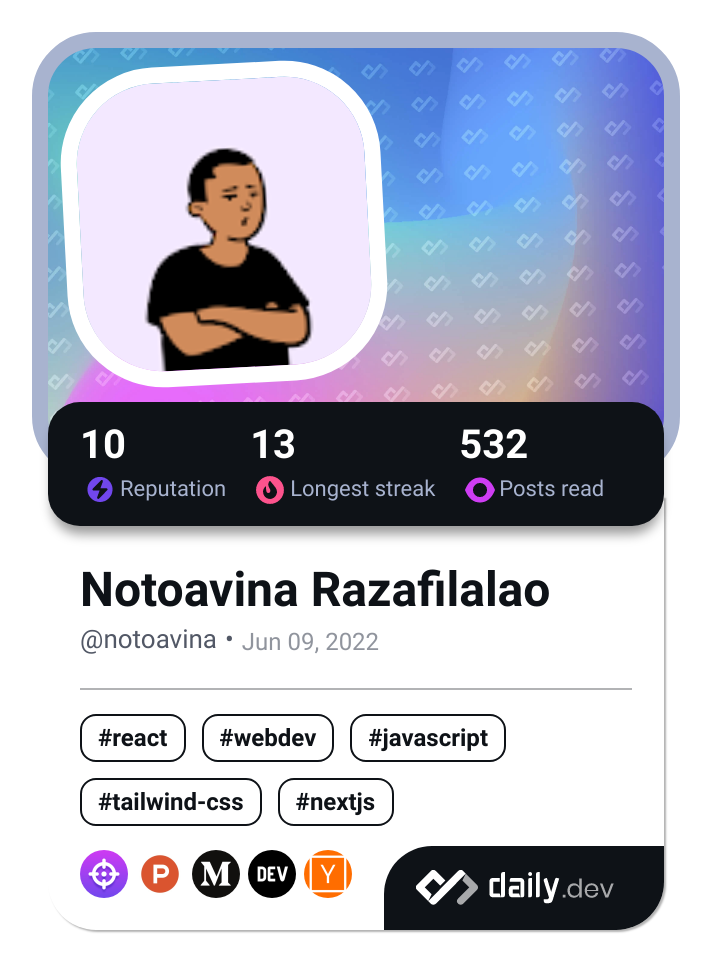 10 13 532
Reputation Longest streak Posts read
Notoavina Razafilalao
@notoavina • Jun 09, 2022
#react #webdev #javascript
#tailwind-css #nextjs
P M DEV Y
daily.dev